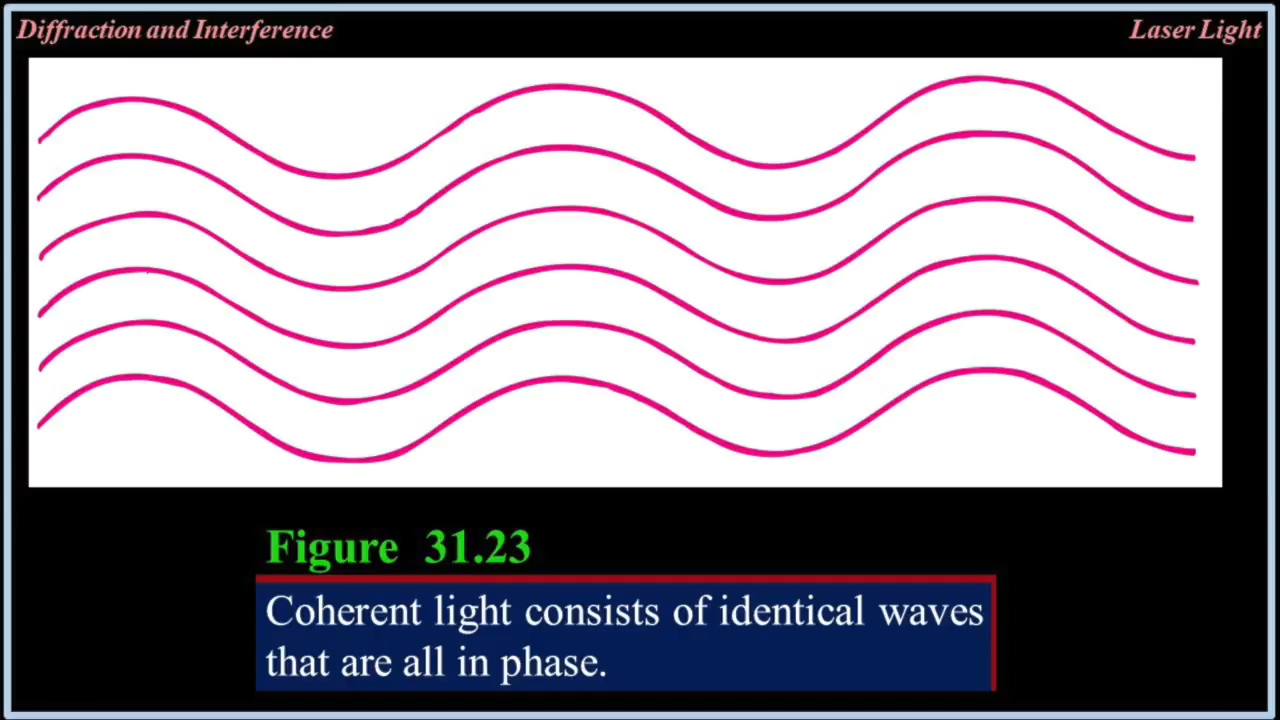 Diffraction and Interference
Laser Light
Figure 31.23
Coherent light consists of identical waves
that are all in phase.